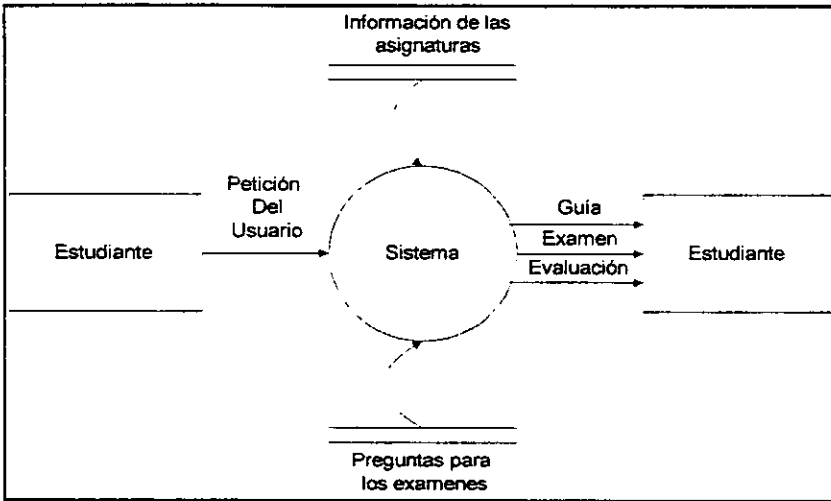 Información de las
asignaturas
Petición
Del
Usuario
Estudiante
Sistema
Guía
Examen
Evaluación
Estudiante
Preguntas para
los examenes